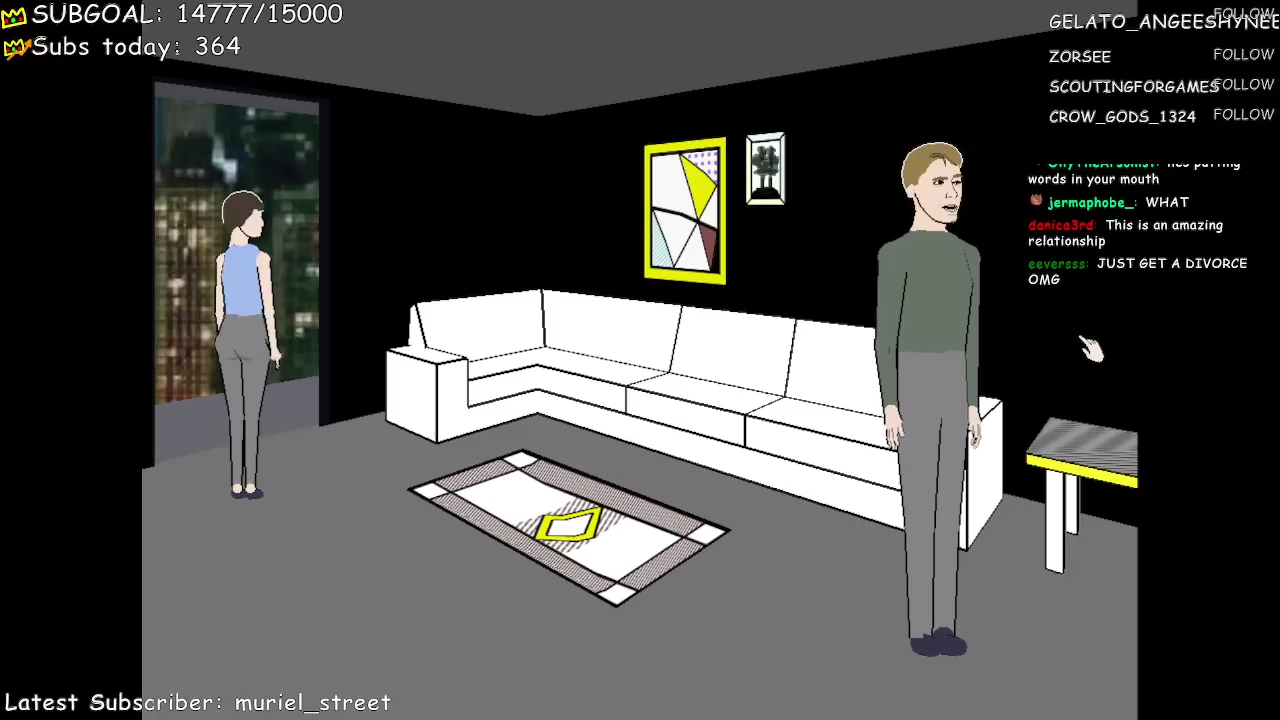 SUBGOAL: 14777/15000
Subs today: 364
FOLLOW
GELATO_ANGEESHYNEE
ZORSEE FOLLOW
SCOUTINGFORGAMES FOLLOW
CROW_GODS_1324 FOLLOW
words in your mouth
jermaphobe_: WHAT
danica3rd: This is an amazing
relationship
eeversss: JUST GET A DIVORCE
OMG
Latest Subscriber: muriel_street